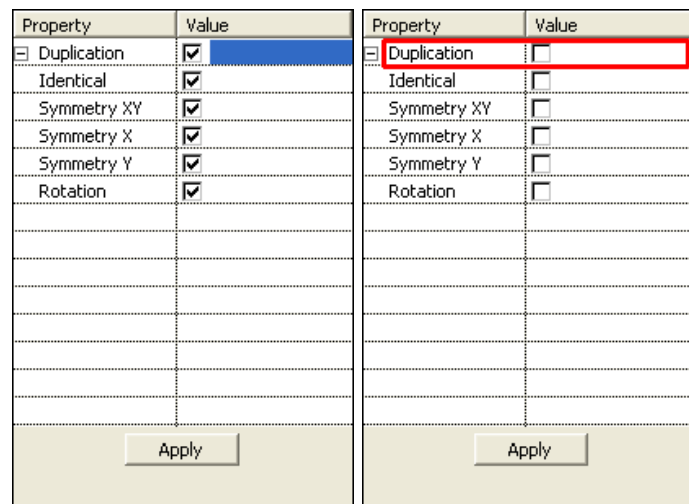 Property Value
Duplication
Identical
Symmetry XY
Symmetry X
Symmetry Y
Rotation
Apply
Property Value
Duplication
Identical
Symmetry XY
Symmetry X
Symmetry Y
Rotation
Apply